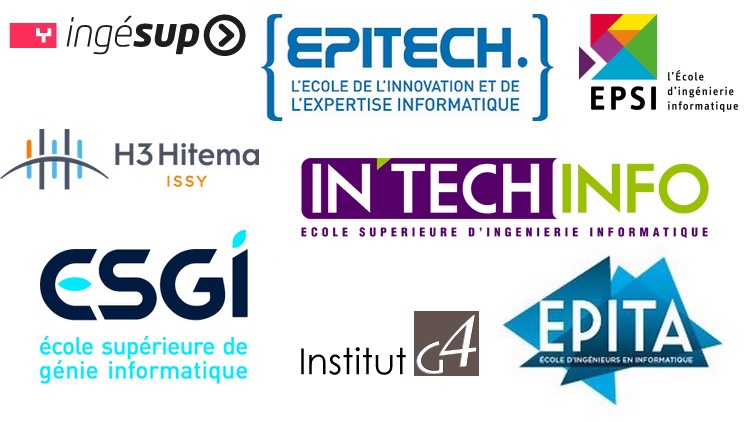 ingésup
EPITECH.
L'ECOLE DE L'INNOVATION ET DE
L'EXPERTISE INFORMATIQUE
EPSI
l'École
d'ingénierie
informatique
H3 Hitema
ISSY
IN'TECH INFO
ECOLE SUPERIEURE D'INGENIERIE INFORMATIQUE
ESGI
école supérieure de
génie informatique
Institut G4
EPITA
ÉCOLE D'INGÉNIEURS EN INFORMATIQUE